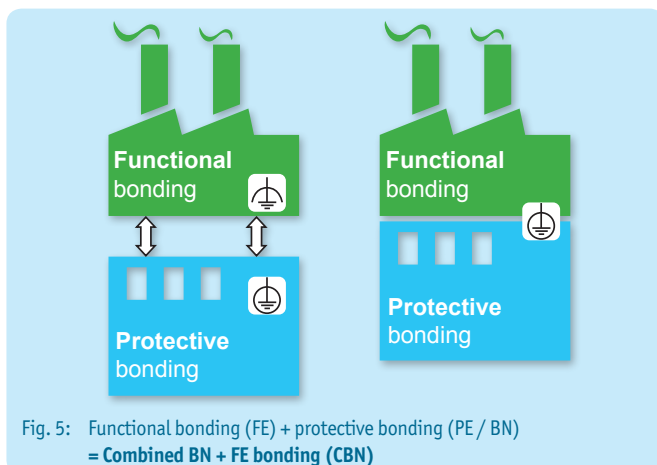 Functional
bonding
Protective
bonding
Functional
bonding
Protective
bonding
Fig. 5: Functional bonding (FE) + protective bonding (PE / BN)
= Combined BN + FE bonding (CBN)